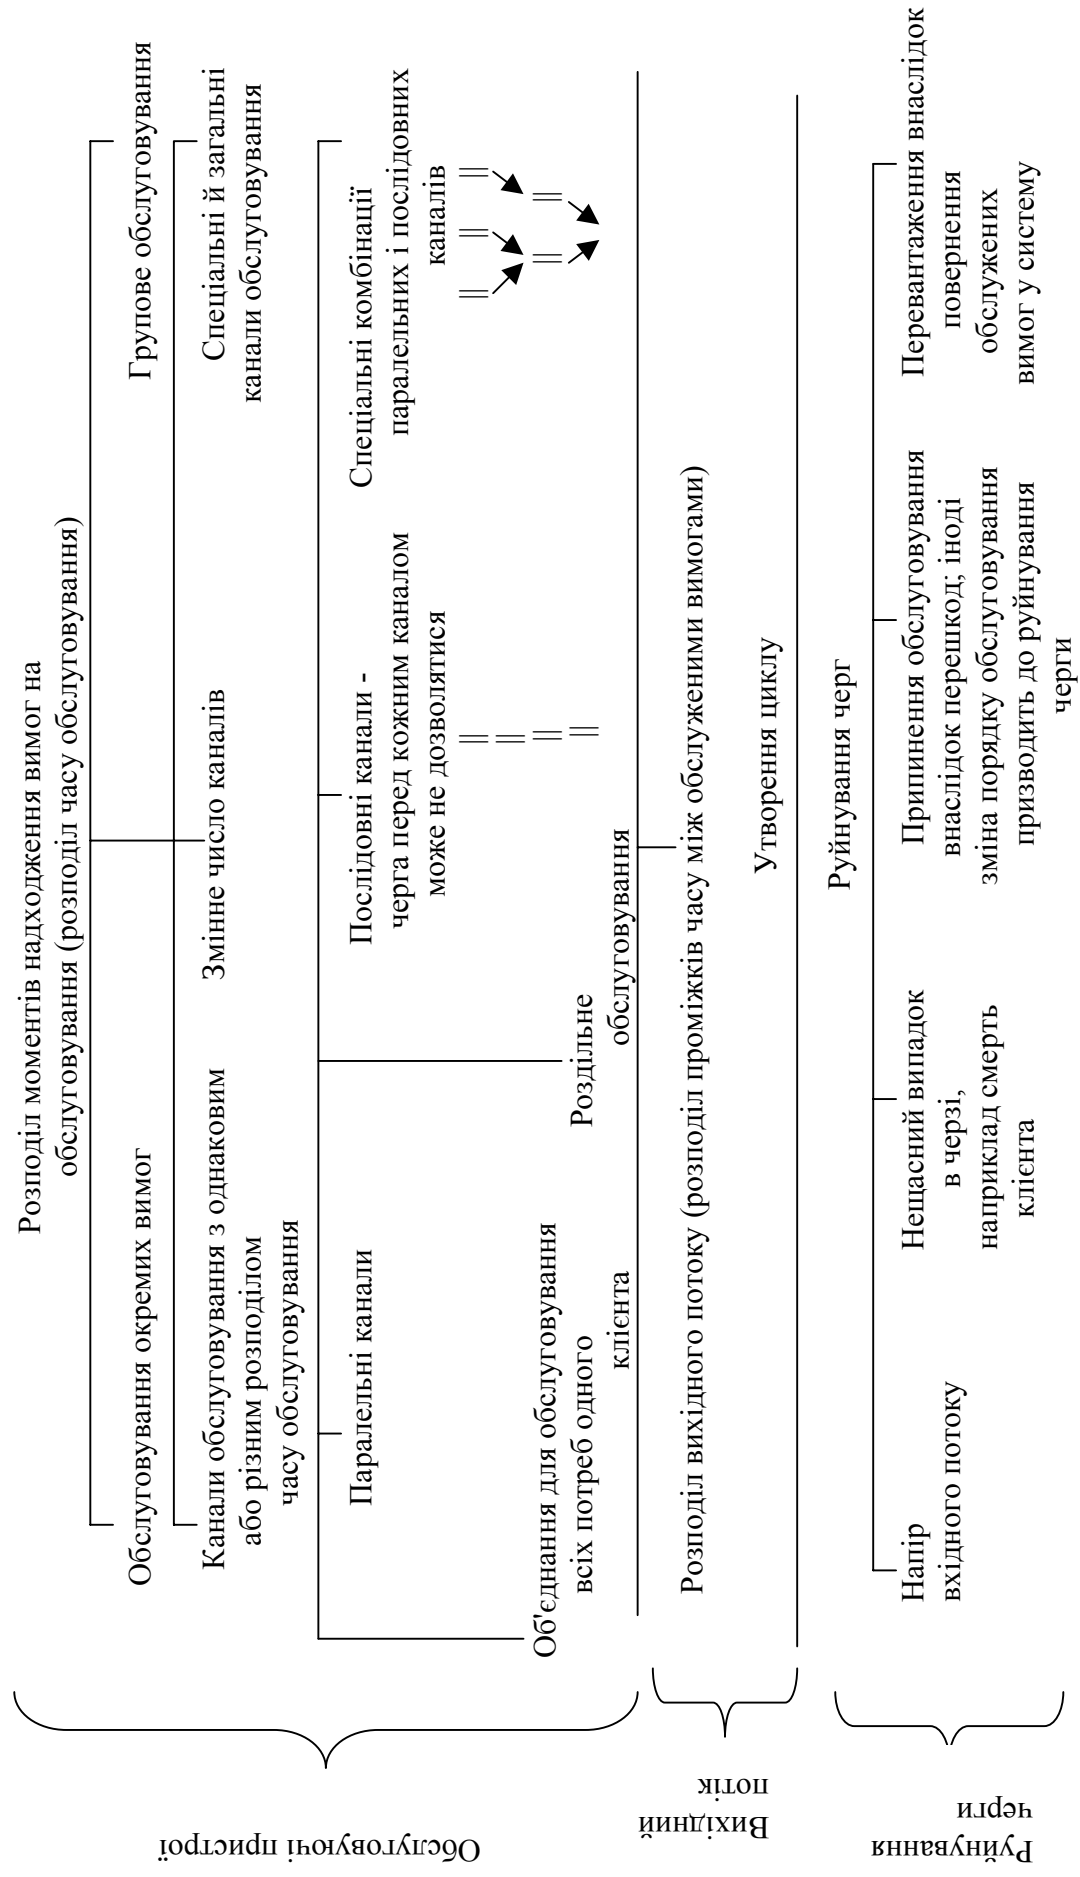 Розподіл моментів надходження вимог на
обслуговування (розподіл часу обслуговування)
Обслуговування окремих вимог
Групове обслуговування
Канали обслуговування з однаковим
або різним розподілом
часу обслуговування
Змінне число каналів
Спеціальні й загальні
канали обслуговування
Паралельні канали
Послідовні канали -
черга перед кожним каналом
може не дозволятися
Спеціальні комбінації
паралельних і послідовних
каналів
Об'єднання для обслуговування
всіх потреб одного
клієнта
Роздільне
обслуговування
Обслуговуючі пристрої
Розподіл вихідного потоку (розподіл проміжків часу між обслуженими вимогами)
Утворення циклу
Вихідний
потік
Руйнування черг
Напір
вхідного потоку
Нещасний випадок
в черзі,
наприклад смерть
клієнта
Припинення обслуговування
внаслідок перешкод; іноді
зміна порядку обслуговування
призводить до руйнування
черги
Перевантаження внаслідок
повернення
обслужених
вимог у систему
Руйнування
черги